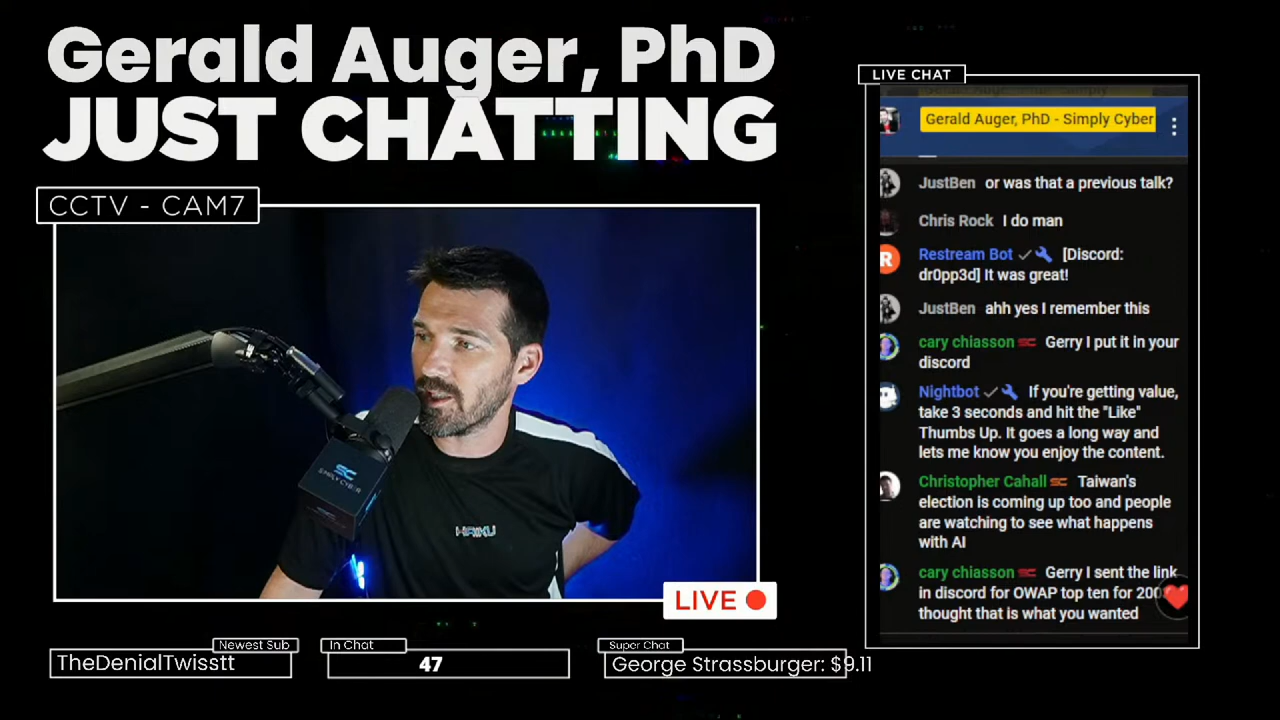 Gerald Auger, PhD
JUST CHATTING
CCTV - CAM7
SIMPLY CYBER
HAIKU
LIVE
Newest Sub
TheDenialTwisstt
In Chat
47
Super Chat
George Strassburger: $9.11
LIVE CHAT
Gerald Auger, PhD - Simply Cyber
JustBen or was that a previous talk?
Chris Rock I do man
Restream Bot [Discord:
dr0pp3d] It was great!
JustBen ahh yes I remember this
cary chiasson Gerry I put it in your
discord
Nightbot If you're getting value,
take 3 seconds and hit the "Like"
Thumbs Up. It goes a long way and
lets me know you enjoy the content.
Christopher Cahall Taiwan's
election is coming up too and people
are watching to see what happens
with AI
cary chiasson Gerry I sent the link
in discord for OWAP top ten for
thought that is what you wanted